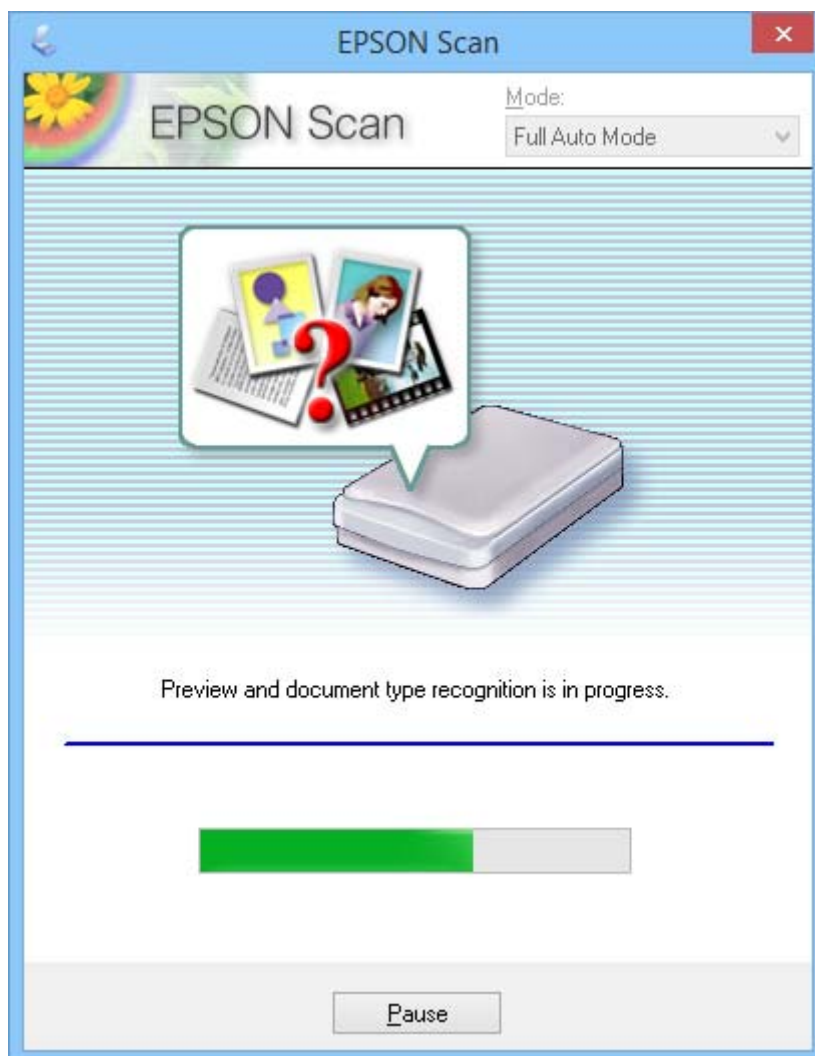 EPSON Scan
EPSON Scan
Mode:
Full Auto Mode
Preview and document type recognition is in progress.
Pause